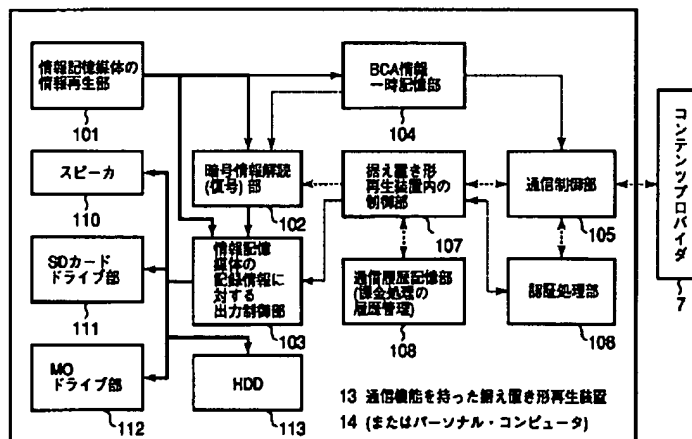 情報記憶媒体の
情報再生部
101
BCA情報
一時記憶部
104
スピーカ
110
暗号情報解読
(復号)部
102
据え置き形
再生装置内の
制御部
107
通信制御部
105
コンテンツプロバイダ
7
SDカード
ドライブ部
111
情報記憶
媒体の
記録情報に
対する
出力制御部
103
通信履歴記憶部
(課金処理の
履歴管理)
108
認証処理部
106
MO
ドライブ部
112
HDD
113
13 通信機能を持った据え置き形再生装置
14 (またはパーソナル・コンピュータ)